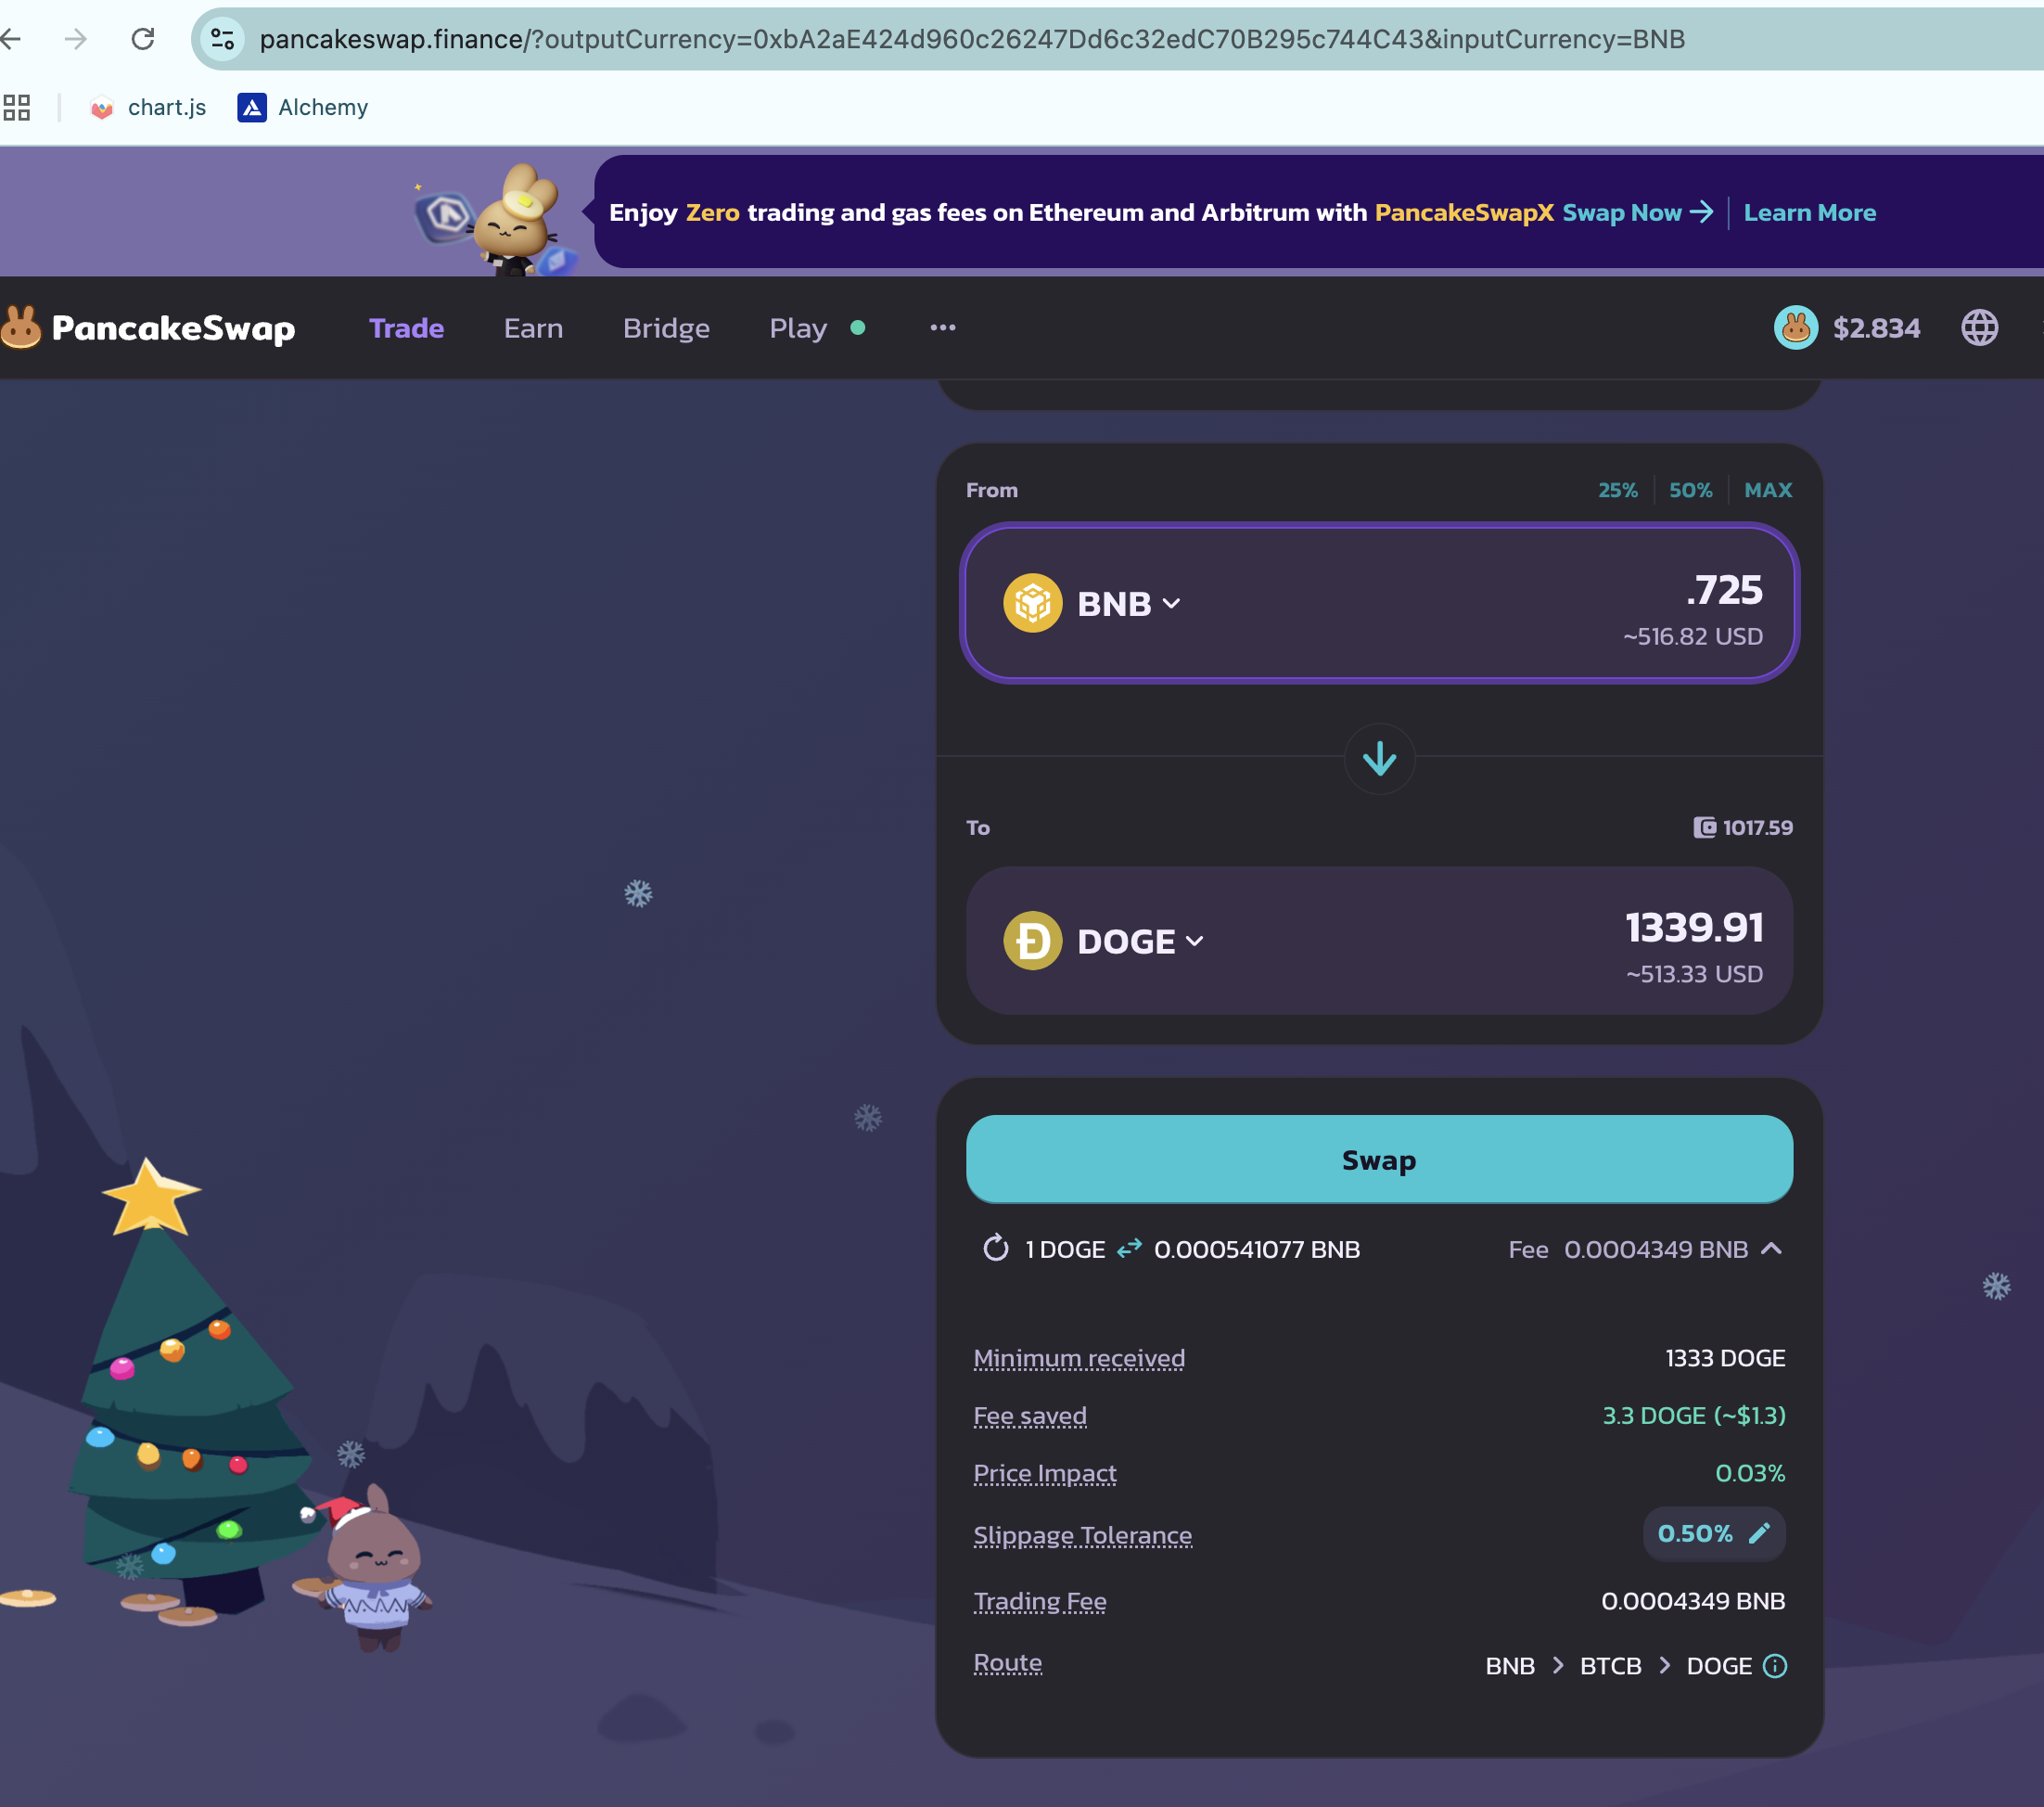 pancakeswap.finance/?outputCurrency=0xbA2aE424d960c26247Dd6c32edC70B295c744C43&inputCurrency=BNB
chart.js Alchemy
Enjoy Zero trading and gas fees on Ethereum and Arbitrum with PancakeSwapX Swap Now → | Learn More
PancakeSwap Trade Earn Bridge Play ... $2.834
From 25% 50% MAX
BNB .725
~516.82 USD
To 1017.59
DOGE 1339.91
~513.33 USD
Swap
1 DOGE ⇄ 0.000541077 BNB Fee 0.0004349 BNB
Minimum received 1333 DOGE
Fee saved 3.3 DOGE (~$1.3)
Price Impact 0.03%
Slippage Tolerance 0.50%
Trading Fee 0.0004349 BNB
Route BNB > BTCB > DOGE